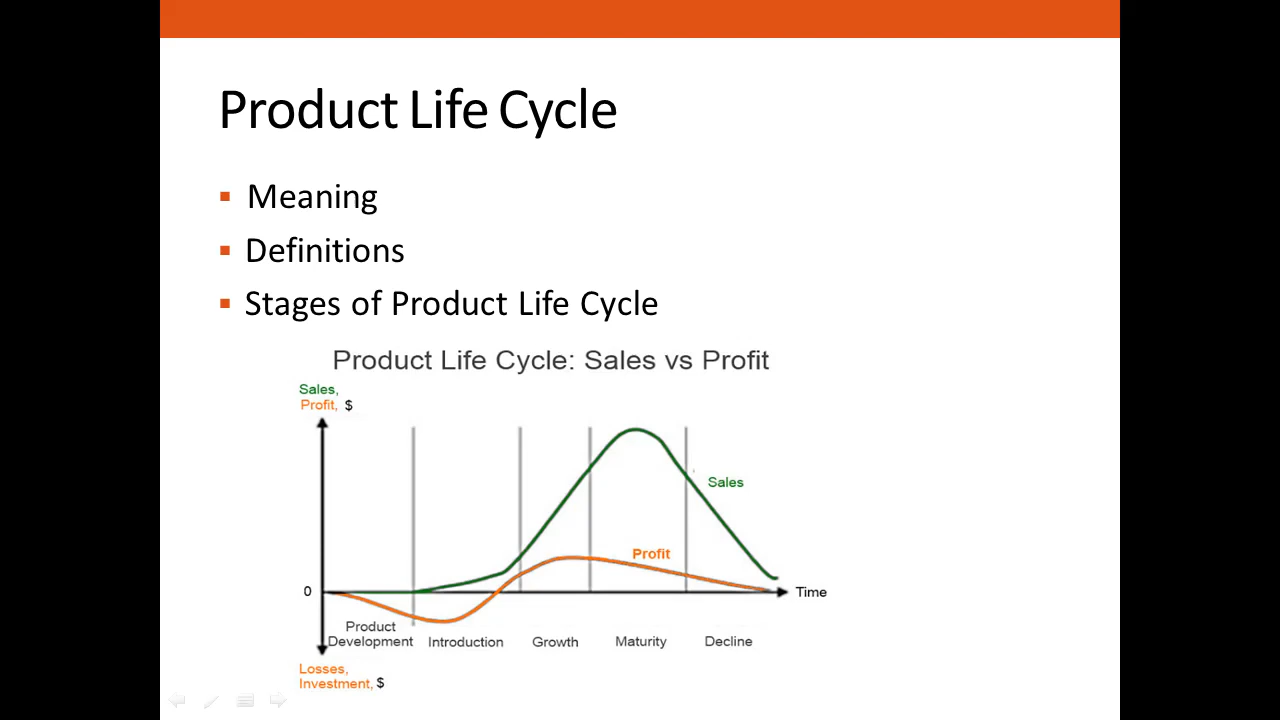 Product Life Cycle
Meaning
Definitions
Stages of Product Life Cycle
Product Life Cycle: Sales vs Profit
Sales,
Profit, $
Sales
Profit
0
Time
Product
Development
Introduction
Growth
Maturity
Decline
Losses,
Investment, $